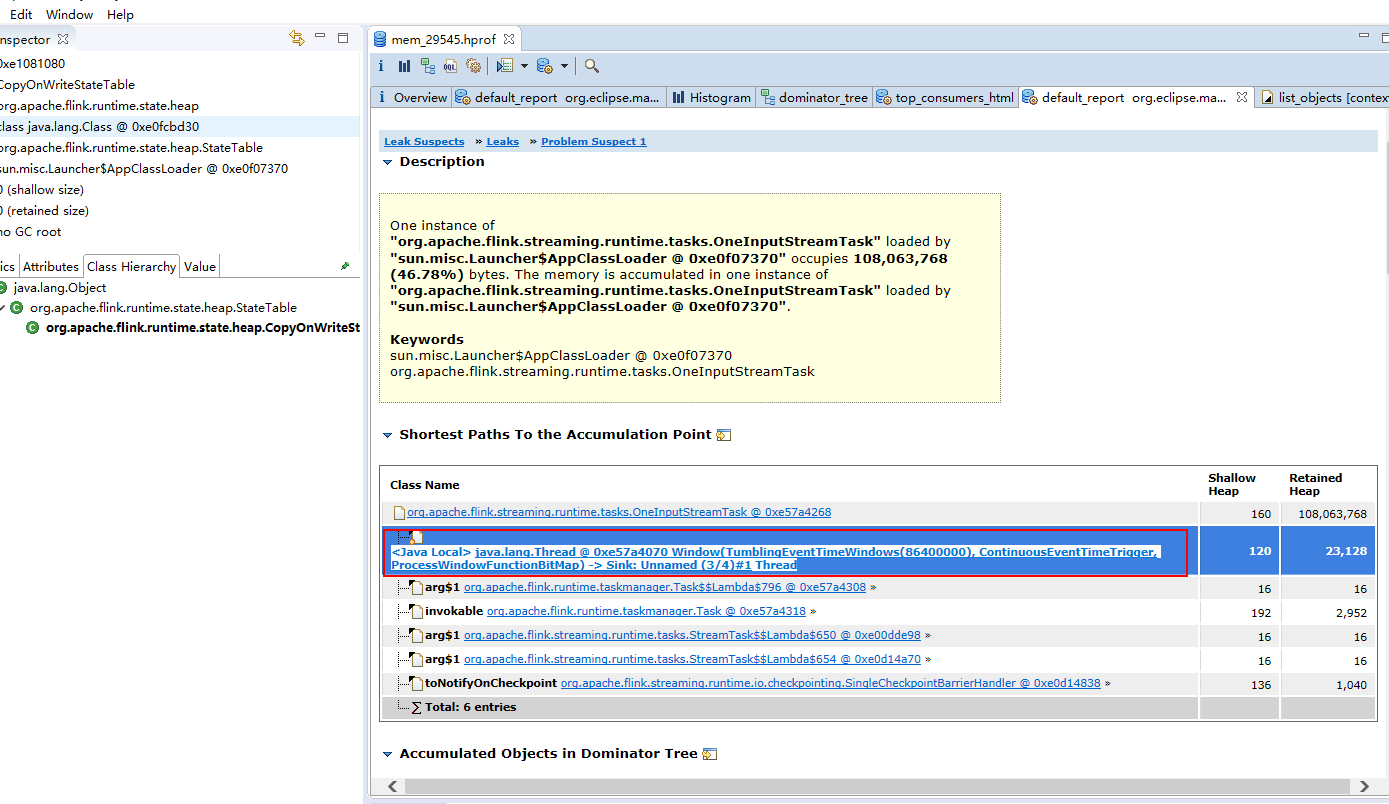 Edit Window Help
nspector
0xe1081080
CopyOnWriteStateTable
org.apache.flink.runtime.state.heap
class java.lang.Class @ 0xe0fcbd30
org.apache.flink.runtime.state.heap.StateTable
sun.misc.Launcher$AppClassLoader @ 0xe0f07370
0 (shallow size)
0 (retained size)
no GC root
ics Attributes Class Hierarchy Value
java.lang.Object
org.apache.flink.runtime.state.heap.StateTable
org.apache.flink.runtime.state.heap.CopyOnWriteSt
mem_29545.hprof
i OQL
i Overview default_report org.eclipse.ma... Histogram dominator_tree top_consumers_html default_report org.eclipse.ma... list_objects [contex
Leak Suspects » Leaks » Problem Suspect 1
Description
One instance of
"org.apache.flink.streaming.runtime.tasks.OneInputStreamTask" loaded by
"sun.misc.Launcher$AppClassLoader @ 0xe0f07370" occupies 108,063,768
(46.78%) bytes. The memory is accumulated in one instance of
"org.apache.flink.streaming.runtime.tasks.OneInputStreamTask" loaded by
"sun.misc.Launcher$AppClassLoader @ 0xe0f07370".
Keywords
sun.misc.Launcher$AppClassLoader @ 0xe0f07370
org.apache.flink.streaming.runtime.tasks.OneInputStreamTask
Shortest Paths To the Accumulation Point
Class Name Shallow Heap Retained Heap
org.apache.flink.streaming.runtime.tasks.OneInputStreamTask @ 0xe57a4268 160 108,063,768
<Java Local> java.lang.Thread @ 0xe57a4070 Window(TumblingEventTimeWindows(86400000), ContinuousEventTimeTrigger, 120 23,128
ProcessWindowFunctionBitMap) -> Sink: Unnamed (3/4)#1 Thread
arg$1 org.apache.flink.runtime.taskmanager.Task$$Lambda$796 @ 0xe57a4308 » 16 16
invokable org.apache.flink.runtime.taskmanager.Task @ 0xe57a4318 » 192 2,952
arg$1 org.apache.flink.streaming.runtime.tasks.StreamTask$$Lambda$650 @ 0xe00dde98 » 16 16
arg$1 org.apache.flink.streaming.runtime.tasks.StreamTask$$Lambda$654 @ 0xe0d14a70 » 16 16
toNotifyOnCheckpoint org.apache.flink.streaming.runtime.io.checkpointing.SingleCheckpointBarrierHandler @ 0xe0d14838 » 136 1,040
Σ Total: 6 entries
Accumulated Objects in Dominator Tree